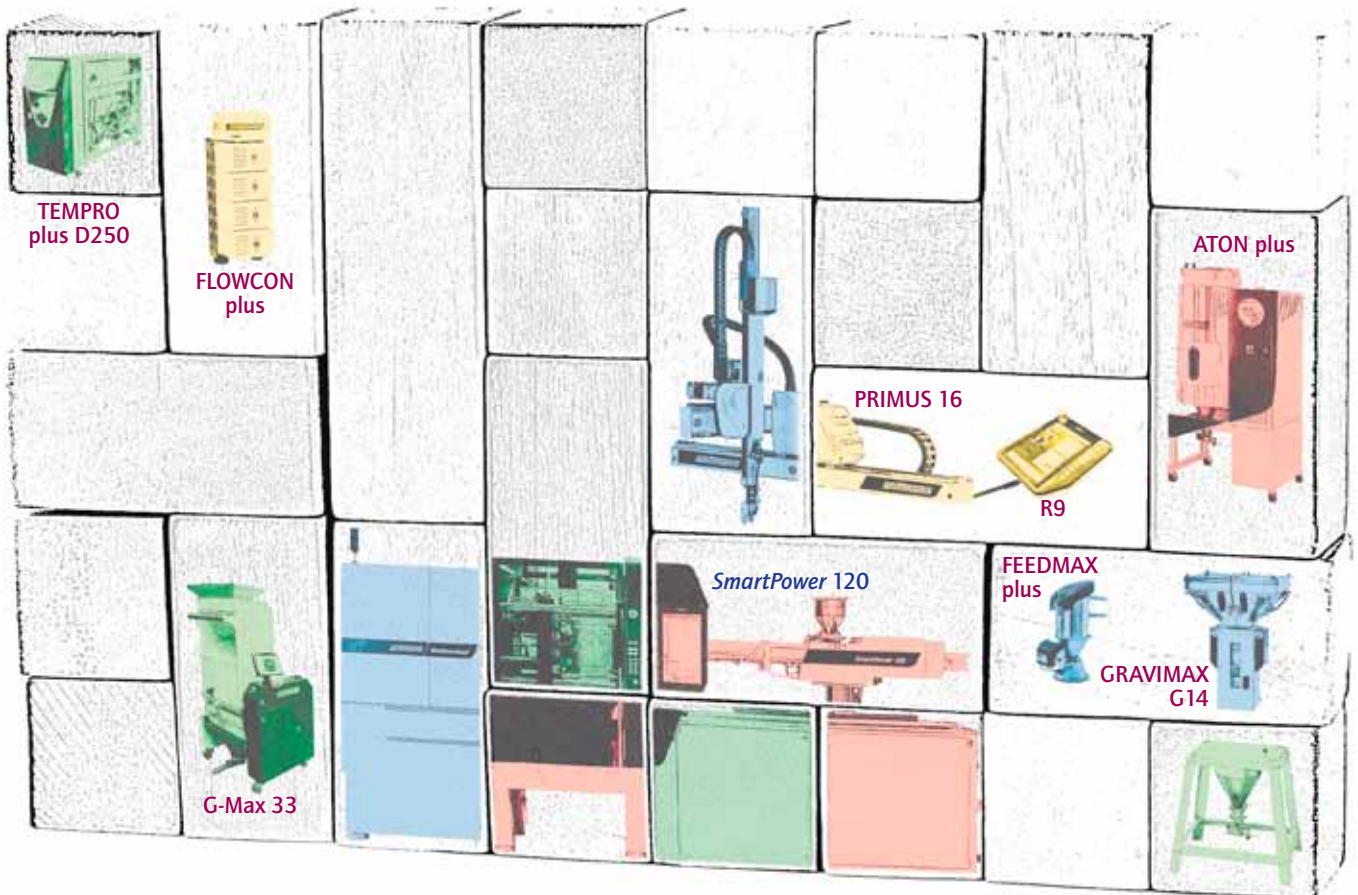 TEMPRO
plus D250
FLOWCON
plus
ATON plus
PRIMUS 16
R9
SmartPower 120
FEEDMAX
plus
GRAVIMAX
G14
G-Max 33